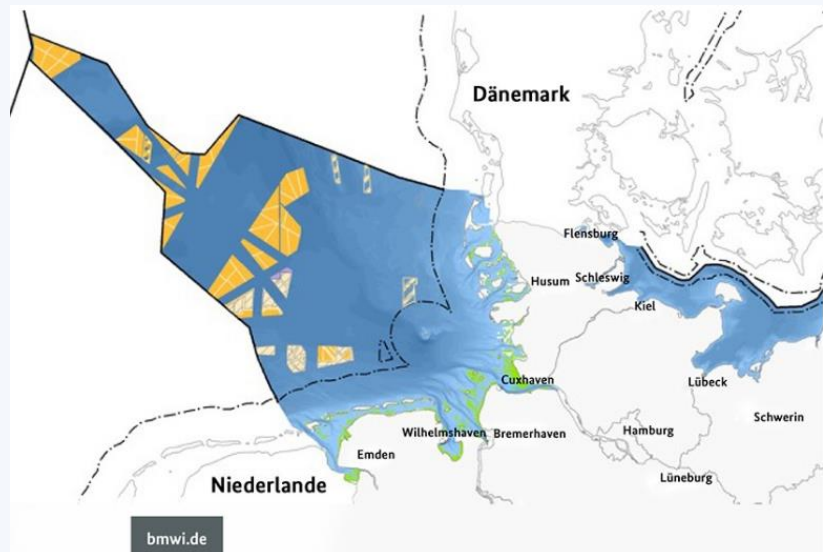 Dänemark
Flensburg
Husum
Schleswig
Kiel
Cuxhaven
Lübeck
Schwerin
Wilhelmshaven
Bremerhaven
Hamburg
Emden
Lüneburg
Niederlande
bmwi.de